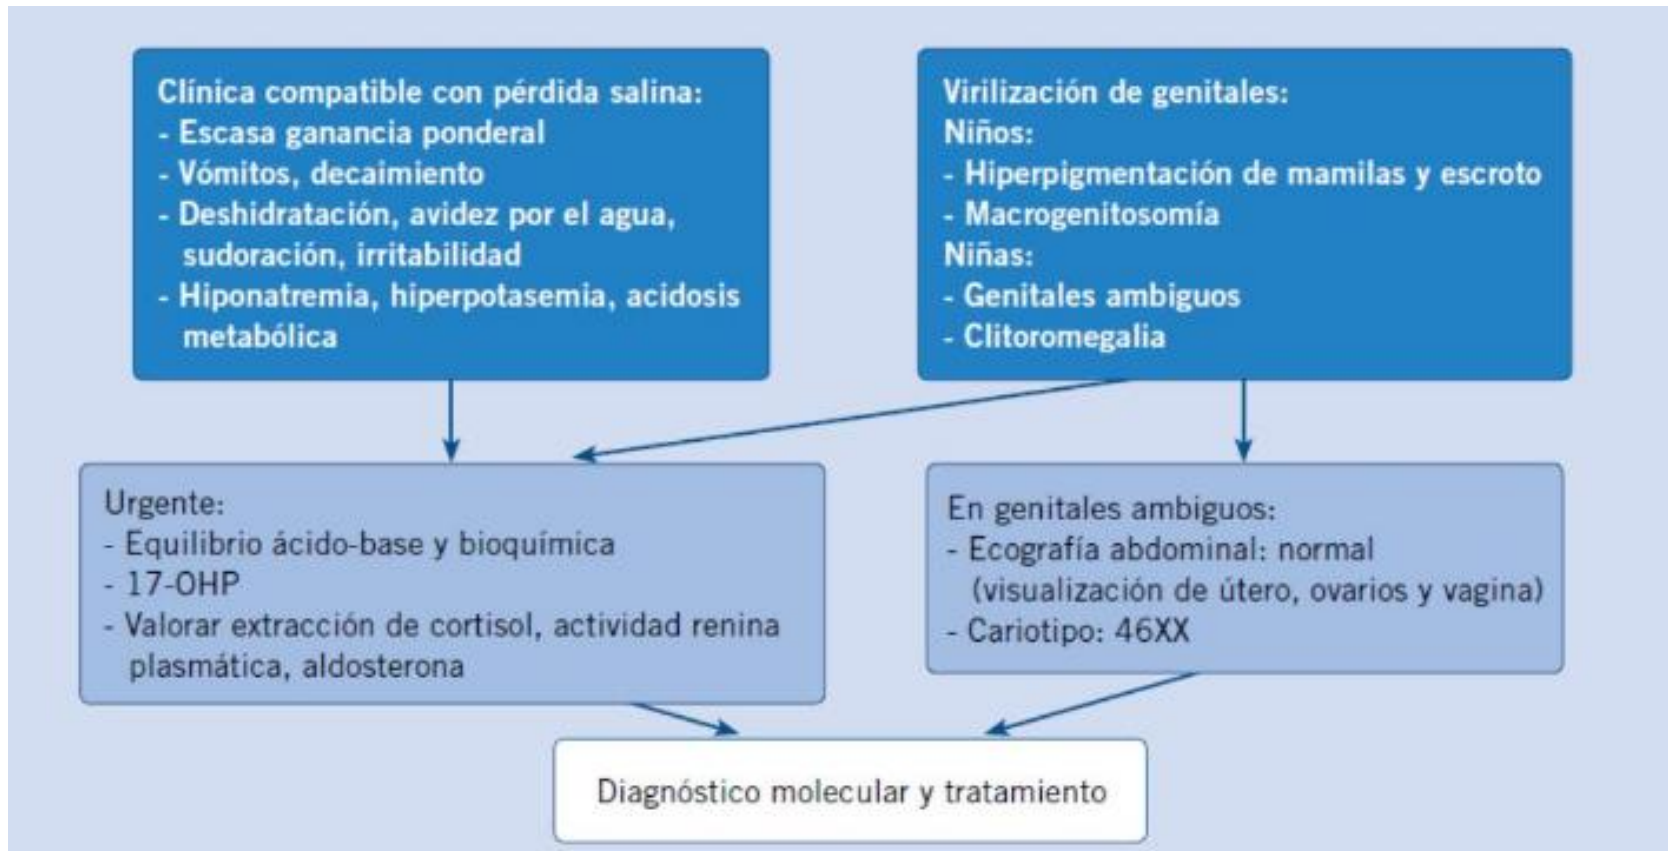 Clínica compatible con pérdida salina:
- Escasa ganancia ponderal
- Vómitos, decaimiento
- Deshidratación, avidez por el agua,
sudoración, irritabilidad
- Hiponatremia, hiperpotasemia, acidosis
metabólica
Virilización de genitales:
Niños:
- Hiperpigmentación de mamilas y escroto
- Macrogenitosomía
Niñas:
- Genitales ambiguos
- Clitoromegalia
Urgente:
- Equilibrio ácido-base y bioquímica
- 17-OHP
- Valorar extracción de cortisol, actividad renina
plasmática, aldosterona
En genitales ambiguos:
- Ecografía abdominal: normal
(visualización de útero, ovarios y vagina)
- Cariotipo: 46XX
Diagnóstico molecular y tratamiento